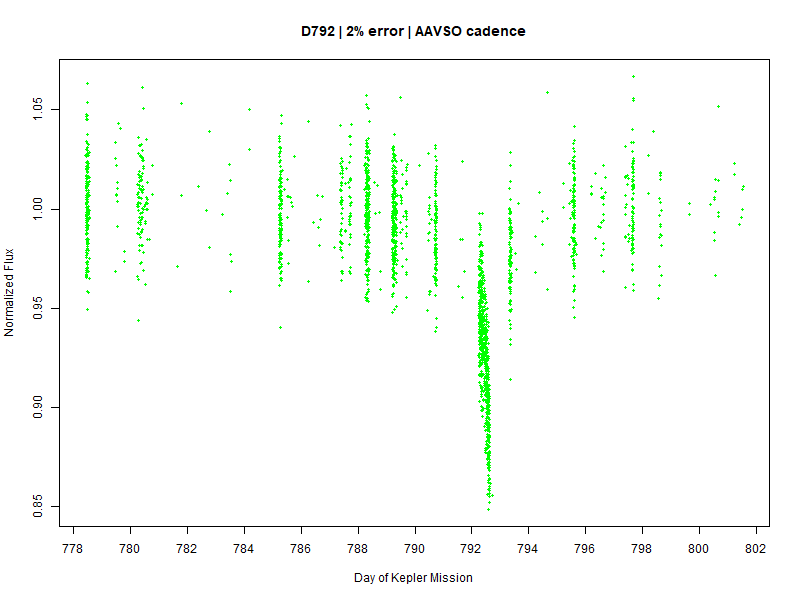 D792 | 2% error | AAVSO cadence
Normalized Flux
1.05
1.00
0.95
0.90
0.85
778 780 782 784 786 788 790 792 794 796 798 800 802
Day of Kepler Mission